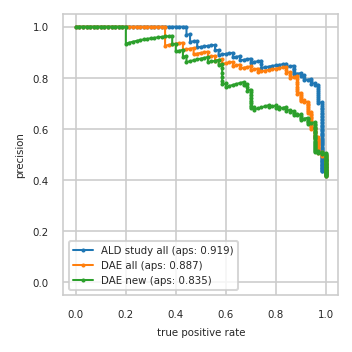 1.0
0.8
0.6
0.4
0.2
0.0
precision
ALD study all (aps: 0.919)
DAE all (aps: 0.887)
DAE new (aps: 0.835)
0.0 0.2 0.4 0.6 0.8 1.0
true positive rate